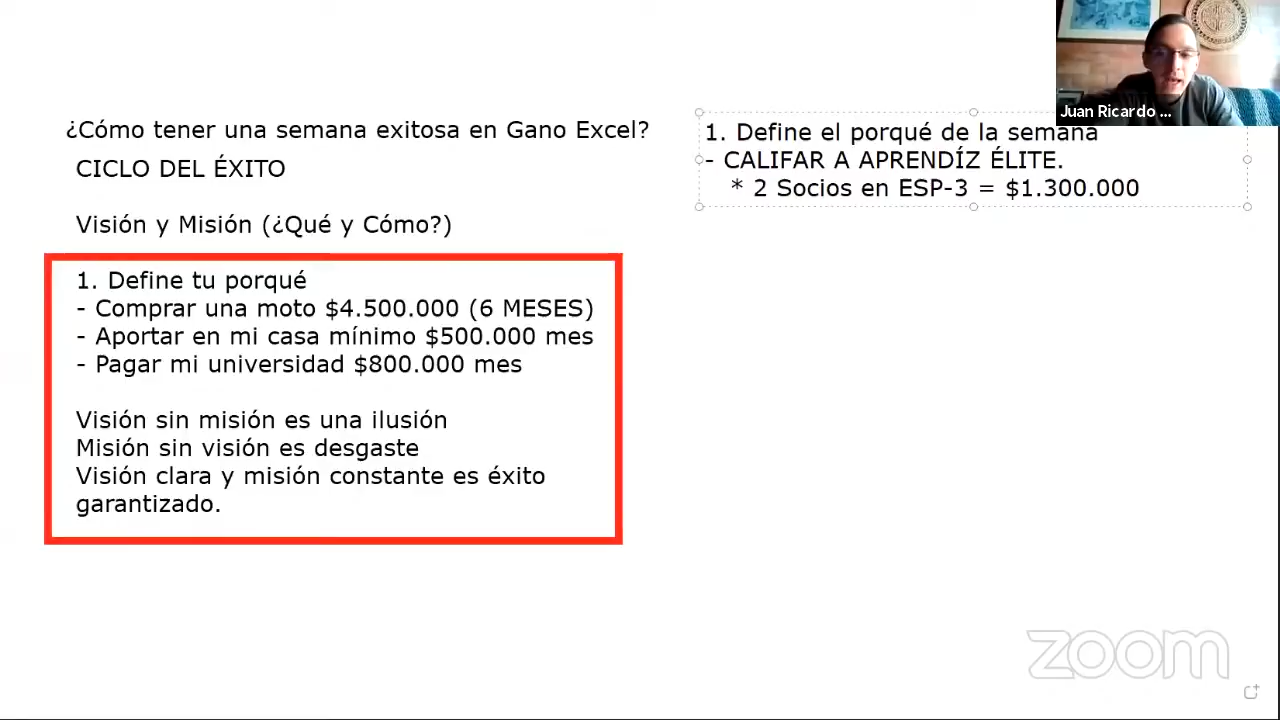 ¿Cómo tener una semana exitosa en Gano Excel?
CICLO DEL ÉXITO
Visión y Misión (¿Qué y Cómo?)
1. Define tu porqué
- Comprar una moto $4.500.000 (6 MESES)
- Aportar en mi casa mínimo $500.000 mes
- Pagar mi universidad $800.000 mes
Visión sin misión es una ilusión
Misión sin visión es desgaste
Visión clara y misión constante es éxito
garantizado.
1. Define el porqué de la semana
- CALIFAR A APRENDÍZ ÉLITE.
* 2 Socios en ESP-3 = $1.300.000
Juan Ricardo ...
zoom